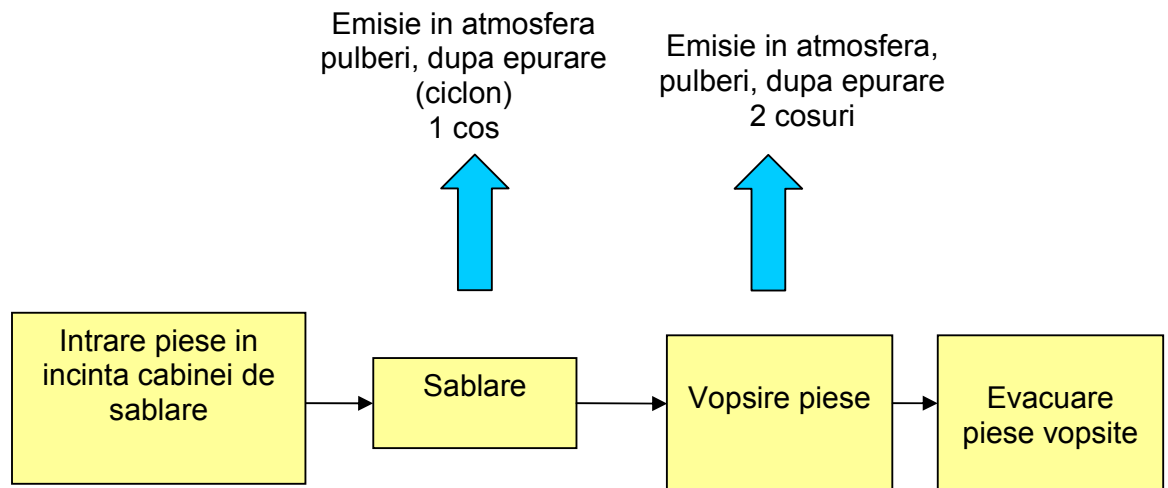 Emisie in atmosfera
pulberi, dupa epurare
(ciclon)
1 cos
Emisie in atmosfera,
pulberi, dupa epurare
2 cosuri
Intrare piese in
incinta cabinei de
sablare
Sablare
Vopsire piese
Evacuare
piese vopsite